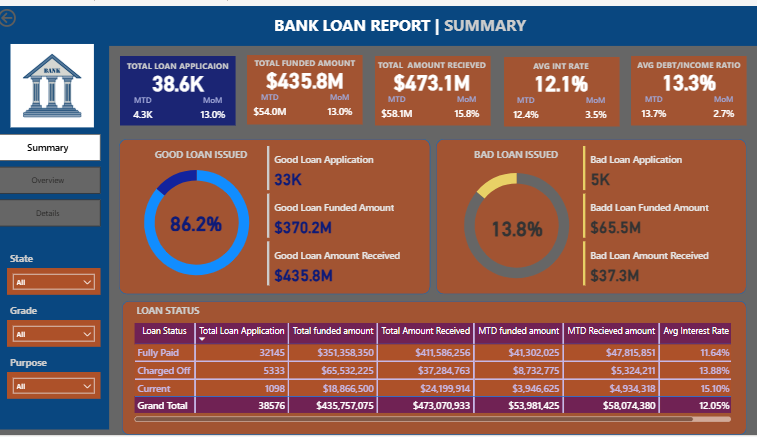 BANK LOAN REPORT | SUMMARY
BANK
Summary
Overview
Details
State
All
Grade
All
Purpose
All
TOTAL LOAN APPLICAION
38.6K
MTD MoM
4.3K 13.0%
TOTAL FUNDED AMOUNT
$435.8M
MTD MoM
$54.0M 13.0%
TOTAL AMOUNT RECIEVED
$473.1M
MTD MoM
$58.1M 15.8%
AVG INT RATE
12.1%
MTD MoM
12.4% 3.5%
AVG DEBT/INCOME RATIO
13.3%
MTD MoM
13.7% 2.7%
GOOD LOAN ISSUED
86.2%
Good Loan Application
33K
Good Loan Funded Amount
$370.2M
Good Loan Amount Received
$435.8M
BAD LOAN ISSUED
13.8%
Bad Loan Application
5K
Badd Loan Funded Amount
$65.5M
Bad Loan Amount Received
$37.3M
LOAN STATUS
Loan Status Total Loan Application Total funded amount Total Amount Received MTD funded amount MTD Recieved amount Avg Interest Rate
Fully Paid 32145 $351,358,350 $411,586,256 $41,302,025 $47,815,851 11.64%
Charged Off 5333 $65,532,225 $37,284,763 $8,732,775 $5,324,211 13.88%
Current 1098 $18,866,500 $24,199,914 $3,946,625 $4,934,318 15.10%
Grand Total 38576 $435,757,075 $473,070,933 $53,981,425 $58,074,380 12.05%